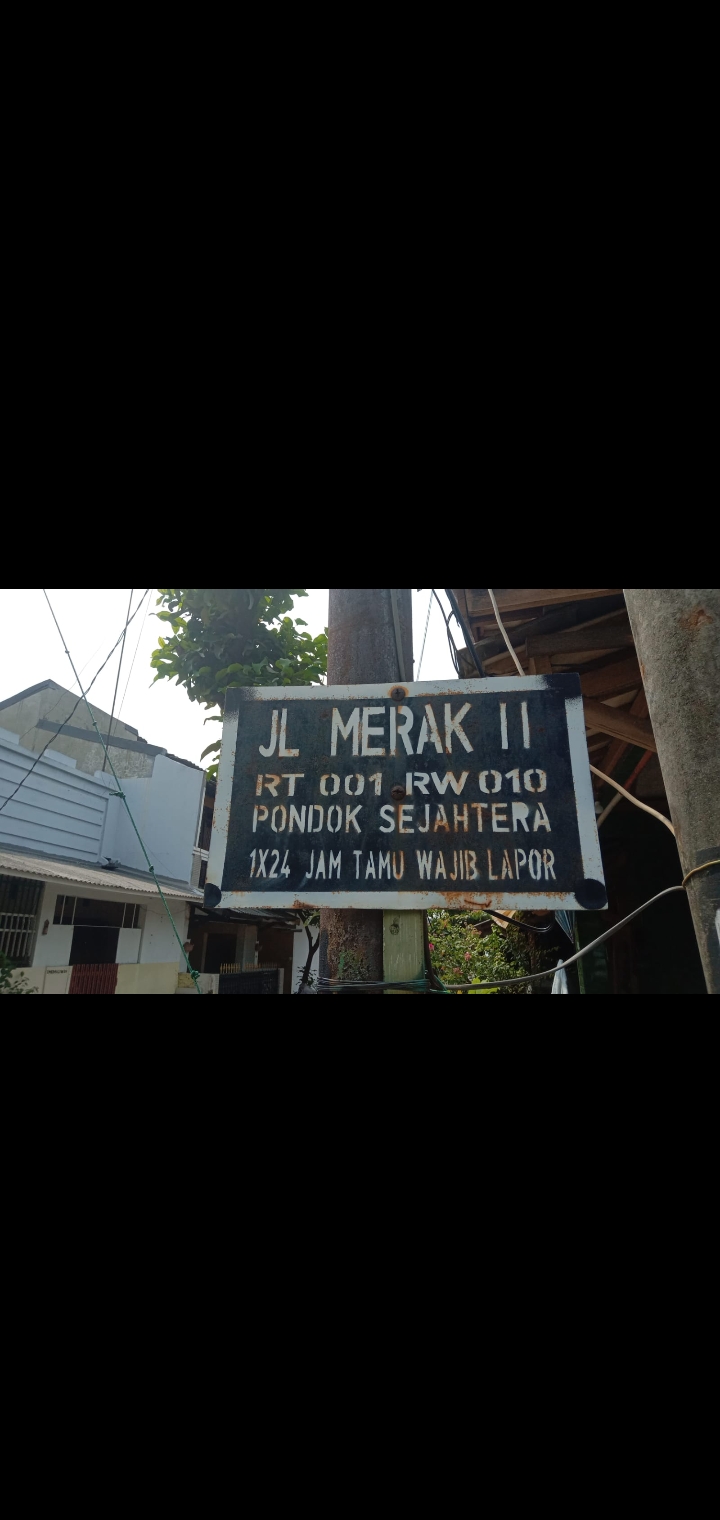 JL MERAK II
RT 001 RW 010
PONDOK SEJAHTERA
1X24 JAM TAMU WAJIB LAPOR